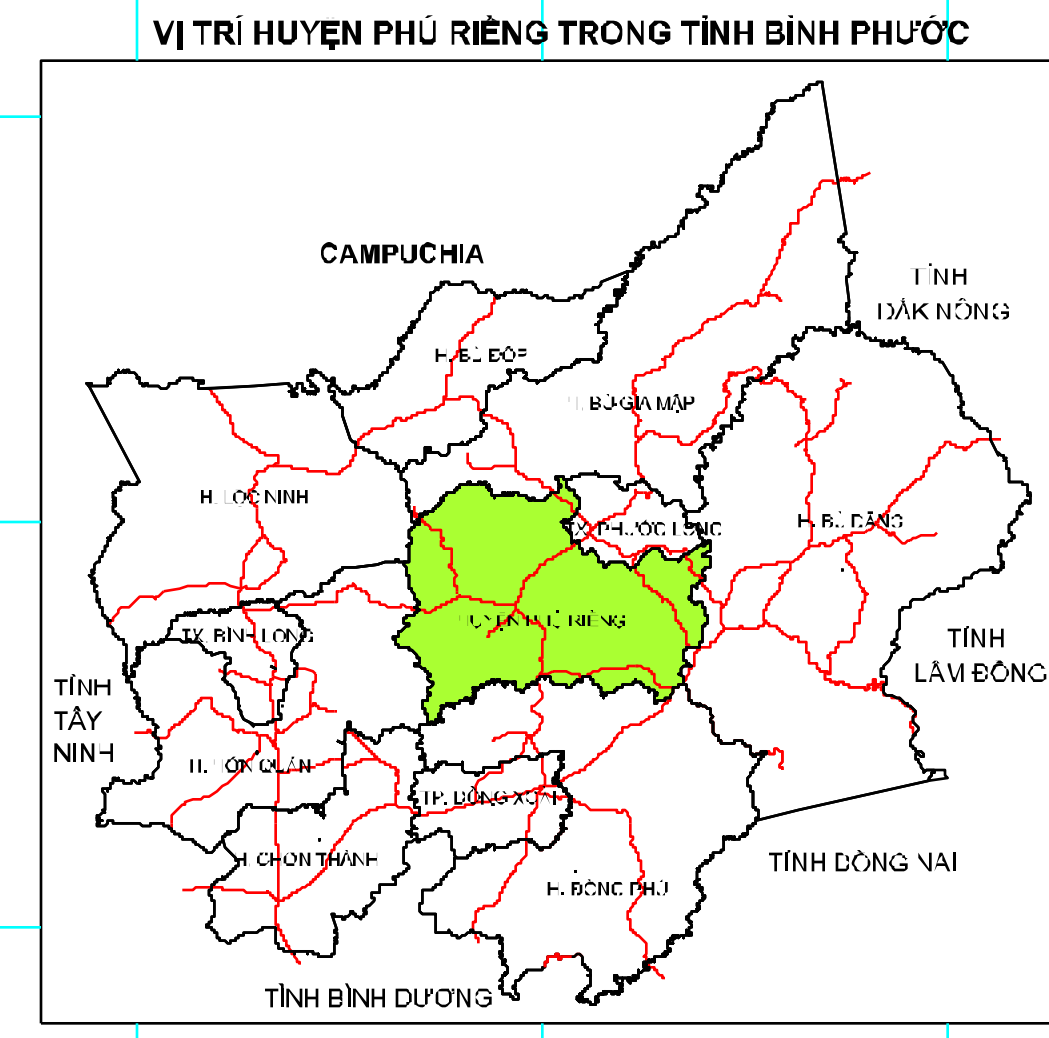 VỊ TRÍ HUYỆN PHÚ RIỀNG TRONG TỈNH BÌNH PHƯỚC
CAMPUCHIA
TỈNH
ĐẮK NÔNG
H. BÙ ĐỐP
H. BÙ GIA MẬP
H. LỘC NINH
TX. PHƯỚC LONG
H. BÙ ĐĂNG
HUYỆN PHÚ RIỀNG
TX. BÌNH LONG
TỈNH
LÂM ĐỒNG
TỈNH
TÂY
NINH
H. HỚN QUẢN
TP. ĐỒNG XOÀI
H. CHƠN THÀNH
TỈNH ĐỒNG NAI
H. ĐỒNG PHÚ
TỈNH BÌNH DƯƠNG